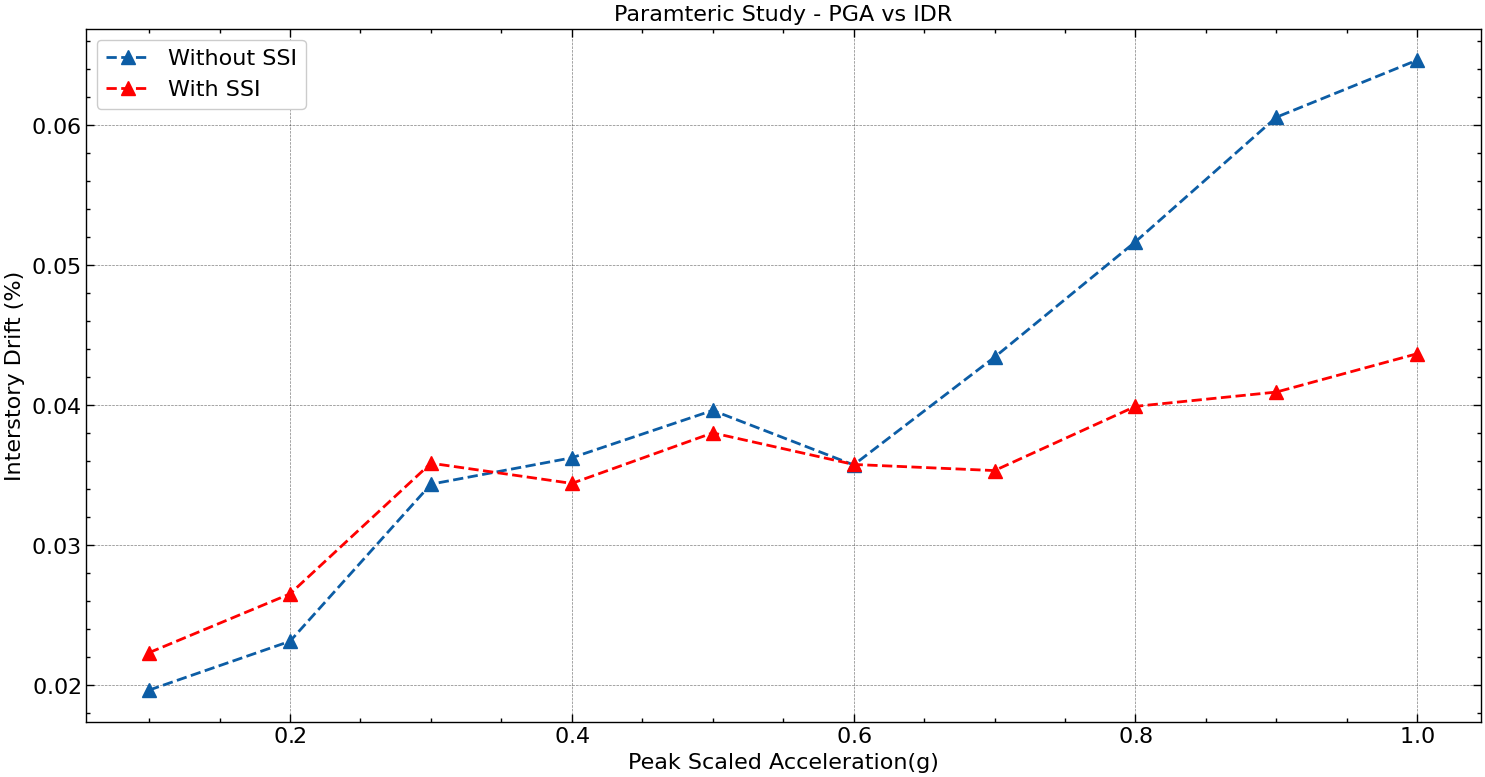 Paramteric Study - PGA vs IDR
Without SSI
With SSI
0.06
0.05
0.04
0.03
0.02
Interstory Drift (%)
0.2 0.4 0.6 0.8 1.0
Peak Scaled Acceleration(g)